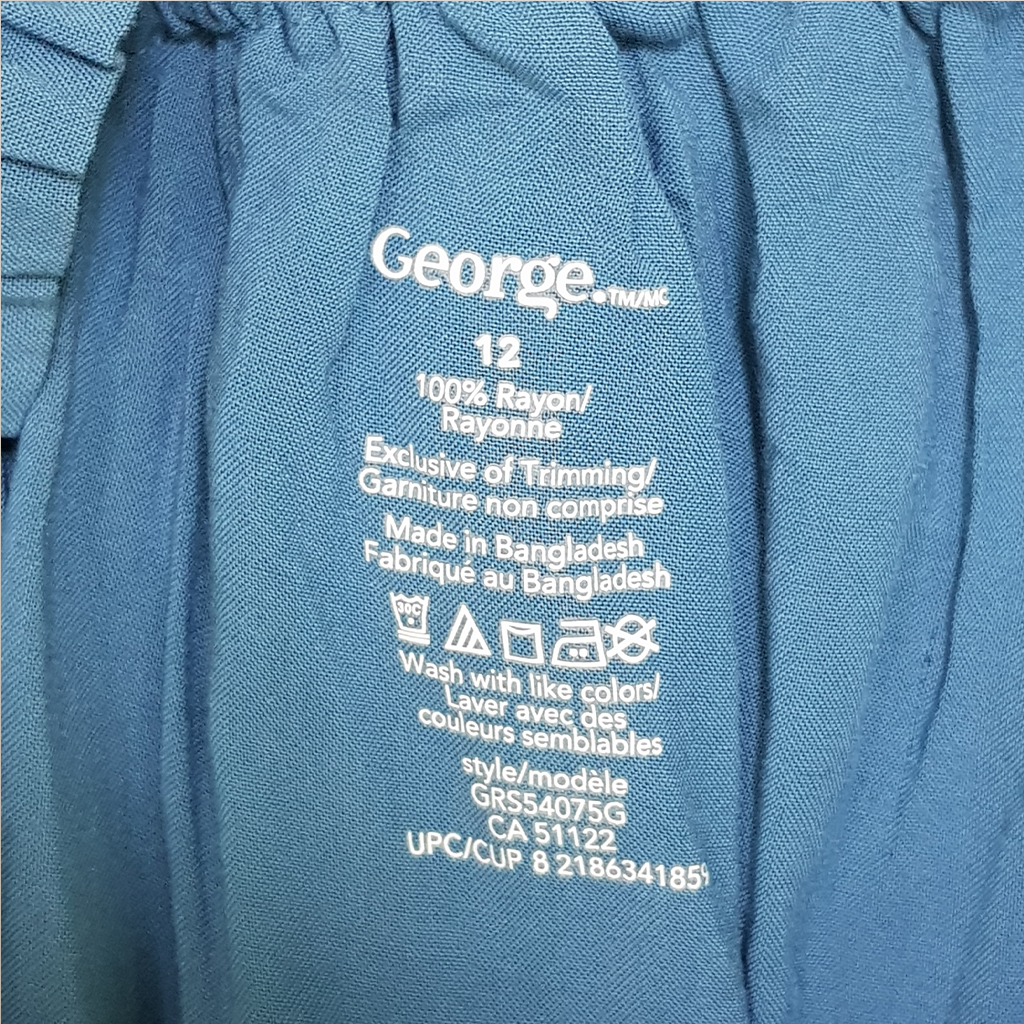 George.TM/MC
12
100% Rayon/
Rayonne
Exclusive of Trimming/
Garniture non comprise
Made in Bangladesh
Fabriqué au Bangladesh
30C
Wash with like colors/
Laver avec des
couleurs semblables
style/modèle
GRS54075G
CA 51122
UPC/CUP 8